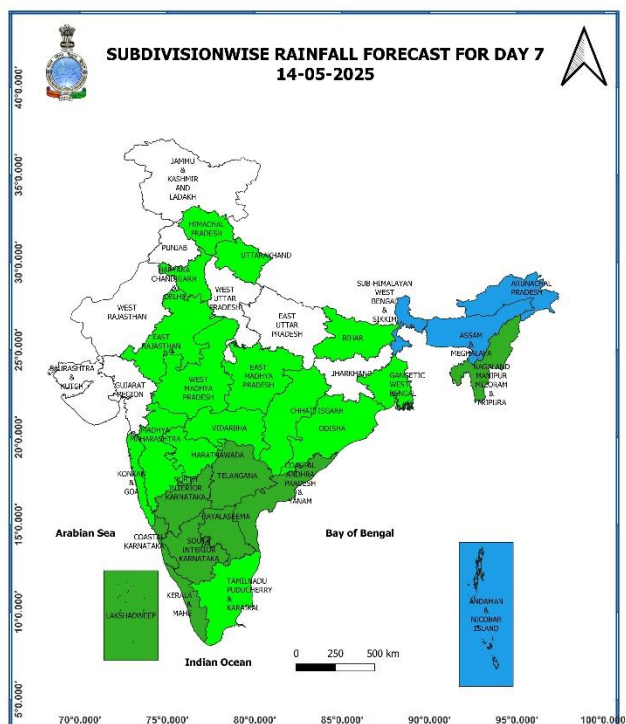 SUBDIVISIONWISE RAINFALL FORECAST FOR DAY 7
14-05-2025
40°0.000'
35°0.000'
30°0.000'
25°0.000'
20°0.000'
15°0.000'
10°0.000'
5°0.000'
JAMMU
&
KASHMIR
AND
LADAKH
HIMACHAL
PRADESH
PUNJAB
UTTARAKHAND
HARYANA
CHANDIGARH
&
DELHI
WEST
UTTAR
PRADESH
SUB-HIMALAYAN
WEST
BENGAL
&
SIKKIM
ARUNACHAL
PRADESH
WEST
RAJASTHAN
EAST
UTTAR
PRADESH
EAST
RAJASTHAN
BIHAR
ASSAM
&
MEGHALAYA
SAURASHTRA
&
KUTCH
GUJARAT
REGION
WEST
MADHYA
PRADESH
EAST
MADHYA
PRADESH
JHARKHAND
GANGETIC
WEST
BENGAL
NAGALAND
MANIPUR
MIZORAM
&
TRIPURA
CHHATTISGARH
ODISHA
VIDARBHA
MADHYA
MAHARASHTRA
MARATHWADA
KONKAN
&
GOA
NORTH
INTERIOR
KARNATAKA
TELANGANA
COASTAL
ANDHRA
PRADESH
&
YANAM
RAYALASEEMA
Arabian Sea
COASTAL
KARNATAKA
SOUTH
INTERIOR
KARNATAKA
Bay of Bengal
LAKSHADWEEP
KERALA
&
MAHE
TAMILNADU
PUDUCHERRY
&
KARAIKAL
ANDAMAN
&
NICOBAR
ISLAND
Indian Ocean
0 250 500 km
70°0.000' 75°0.000' 80°0.000' 85°0.000' 90°0.000' 95°0.000' 100°0.000'